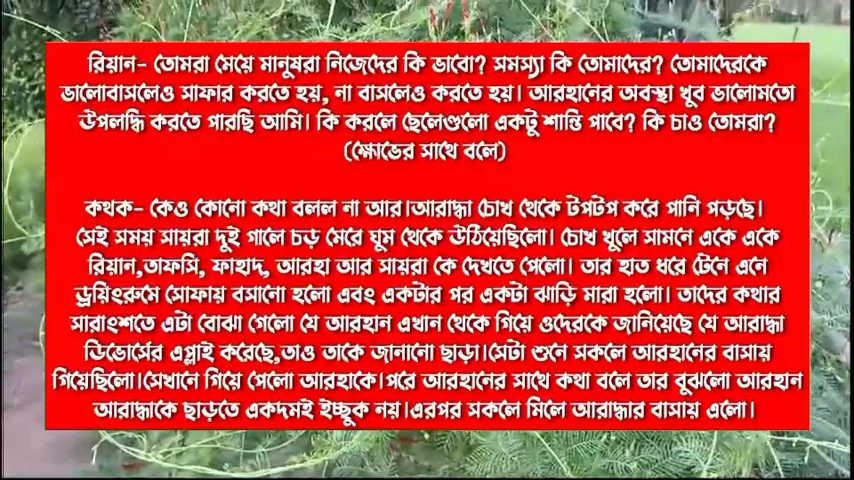 রিয়ান- তোমরা মেয়ে মানুষরা নিজেদের কি ভাবো? সমস্যা কি তোমাদের? তোমাদেরকে
ভালোবাসলেও সাফার করতে হয়, না বাসলেও করতে হয়। আরহানের অবস্থা খুব ভালোমতো
উপলদ্ধি করতে পারছি আমি। কি করলে ছেলেগুলো একটু শান্তি পাবে? কি চাও তোমরা?
(ক্ষোভের সাথে বলে)
কথক- কেও কোনো কথা বলল না আর।আরাদ্ধা চোখ থেকে টপটপ করে পানি পড়ছে।
সেই সময় সায়রা দুই গালে চড় মেরে ঘুম থেকে উঠিয়েছিলো। চোখ খুলে সামনে একে একে
রিয়ান,তাফসি, ফাহাদ, আরহা আর সায়রা কে দেখতে পেলো। তার হাত ধরে টেনে এনে
ড্রয়িংরুমে সোফায় বসানো হলো এবং একটার পর একটা ঝাড়ি মারা হলো। তাদের কথার
সারাংশতে এটা বোঝা গেলো যে আরহান এখান থেকে গিয়ে ওদেরকে জানিয়েছে যে আরাদ্ধা
ডিভোর্সের এপ্লাই করেছে,তাও তাকে জানানো ছাড়া।সেটা শুনে সকলে আরহানের বাসায়
গিয়েছিলো।সেখানে গিয়ে পেলো আরহাকে।পরে আরহানের সাথে কথা বলে তার বুঝলো আরহান
আরাদ্ধাকে ছাড়তে একদমই ইচ্ছুক নয়।এরপর সকলে মিলে আরাদ্ধার বাসায় এলো।